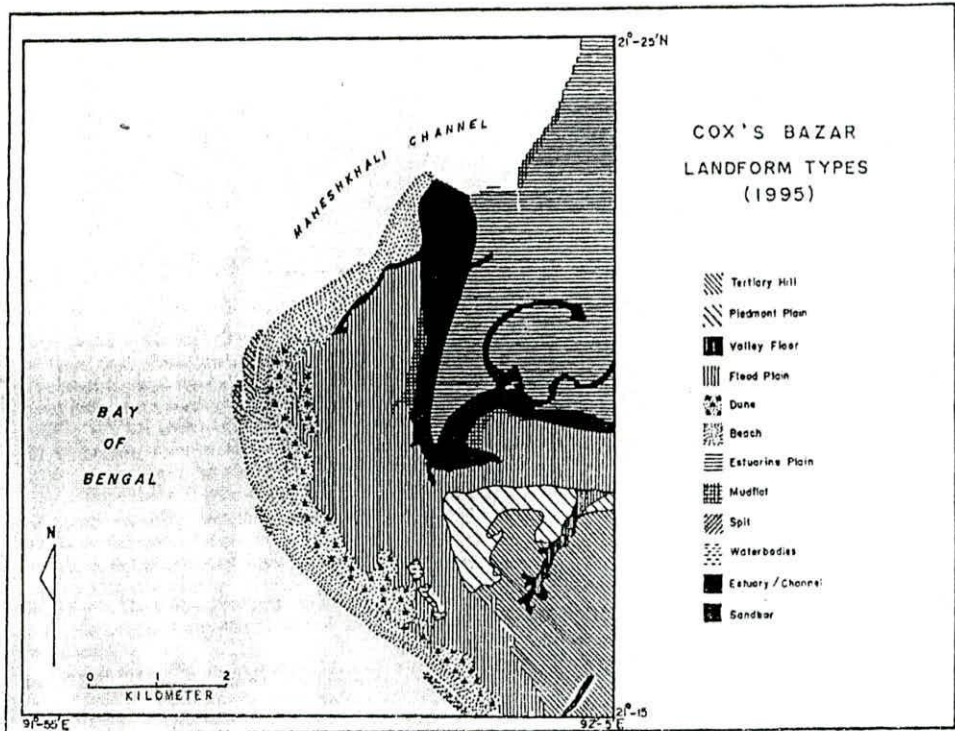 21°-25'N
COX'S BAZAR
LANDFORM TYPES
(1995)
MAHESHKHALI CHANNEL
Tertiary Hill
Piedmont Plain
Valley Floor
Flood Plain
Dune
Beach
Estuarine Plain
Mudflat
Spit
Waterbodies
Estuary/Channel
Sandbar
BAY
OF
BENGAL
N
0 1 2
KILOMETER
91°-55'E
92°-5'E
21°-15